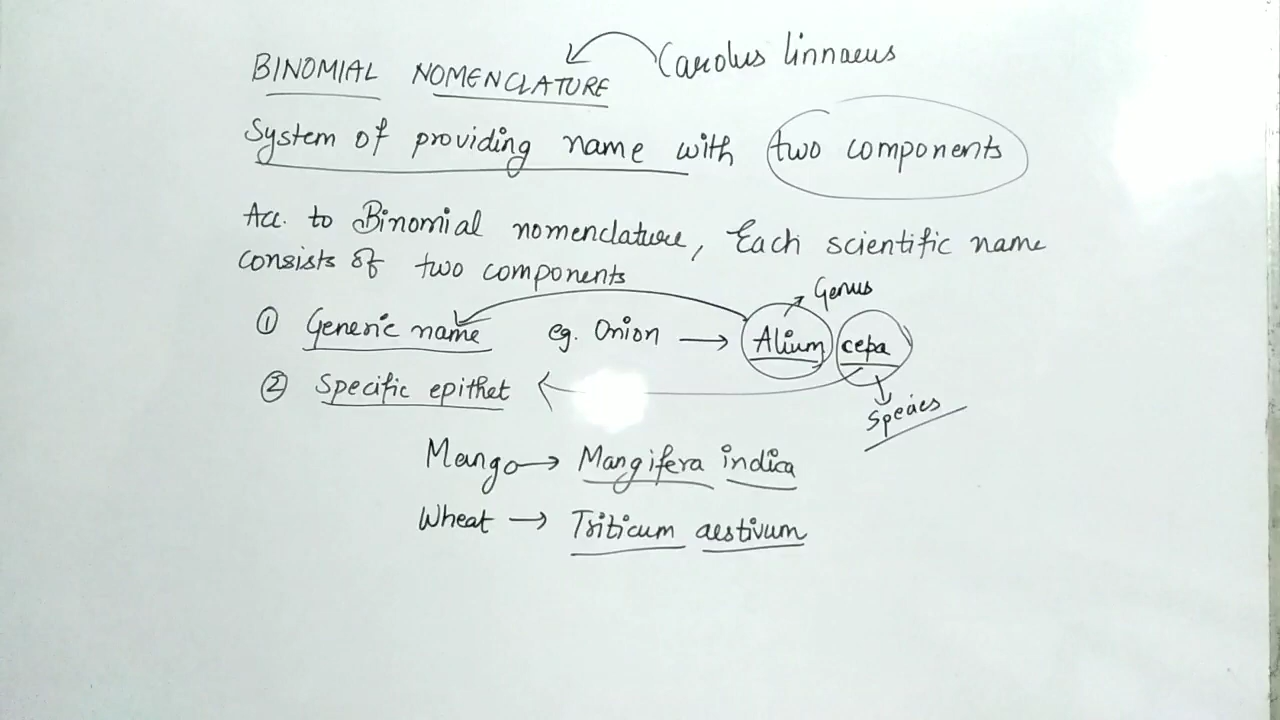 BINOMIAL NOMENCLATURE
Carolus linnaeus
System of providing name with two components
Acc. to Binomial nomenclature, Each scientific name
consists of two components
① Generic name eg. Onion → Alium cepa
Genus
② Specific epithet
Species
Mango → Mangifera indica
Wheat → Triticum aestivum